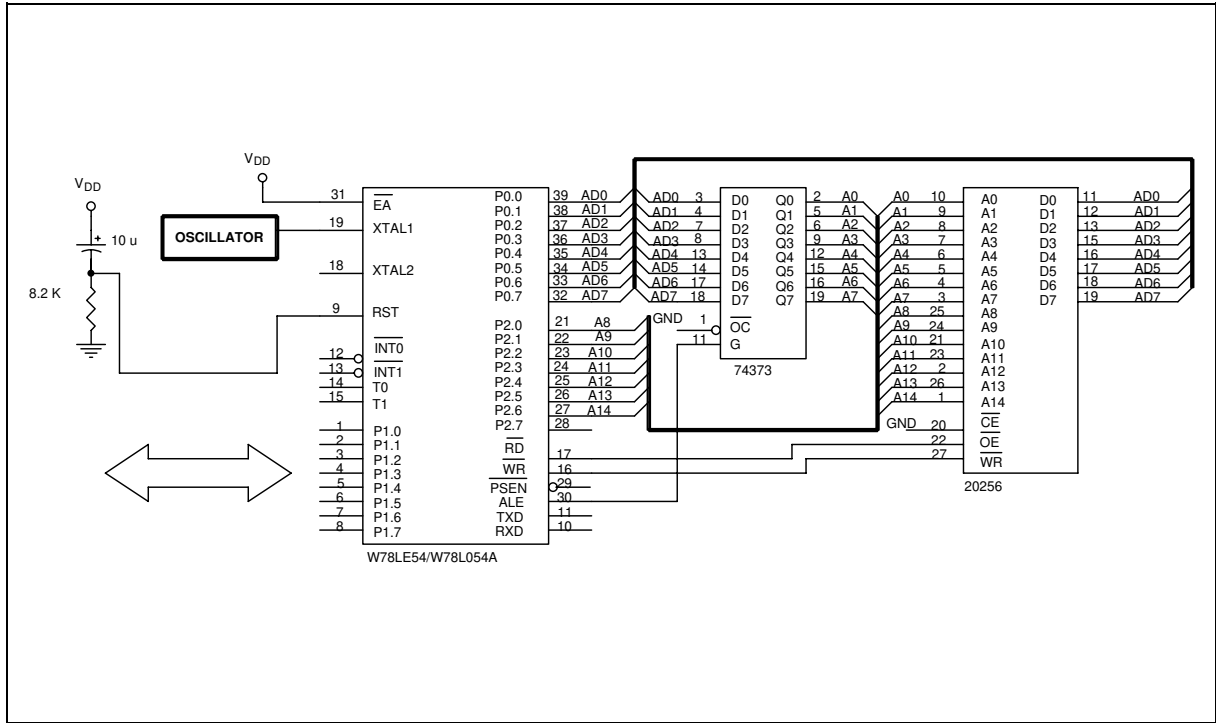 VDD
VDD
10 u
8.2 K
OSCILLATOR
31 EA
19 XTAL1
18 XTAL2
9 RST
12 INT0
13 INT1
14 T0
15 T1
1 P1.0
2 P1.1
3 P1.2
4 P1.3
5 P1.4
6 P1.5
7 P1.6
8 P1.7
P0.0 39 AD0
P0.1 38 AD1
P0.2 37 AD2
P0.3 36 AD3
P0.4 35 AD4
P0.5 34 AD5
P0.6 33 AD6
P0.7 32 AD7
P2.0 21 A8
P2.1 22 A9
P2.2 23 A10
P2.3 24 A11
P2.4 25 A12
P2.5 26 A13
P2.6 27 A14
P2.7 28
RD 17
WR 16
PSEN 29
ALE 30
TXD 11
RXD 10
W78LE54/W78L054A
AD0 3 D0 Q0 2 A0
AD1 4 D1 Q1 5 A1
AD2 7 D2 Q2 6 A2
AD3 8 D3 Q3 9 A3
AD4 13 D4 Q4 12 A4
AD5 14 D5 Q5 15 A5
AD6 17 D6 Q6 16 A6
AD7 18 D7 Q7 19 A7
GND 1 OC
11 G
74373
A0 10 A0
A1 9 A1
A2 8 A2
A3 7 A3
A4 6 A4
A5 5 A5
A6 4 A6
A7 3 A7
A8 25 A8
A9 24 A9
A10 21 A10
A11 23 A11
A12 2 A12
A13 26 A13
A14 1 A14
GND 20 CE
22 OE
27 WR
D0 11 AD0
D1 12 AD1
D2 13 AD2
D3 15 AD3
D4 16 AD4
D5 17 AD5
D6 18 AD6
D7 19 AD7
20256